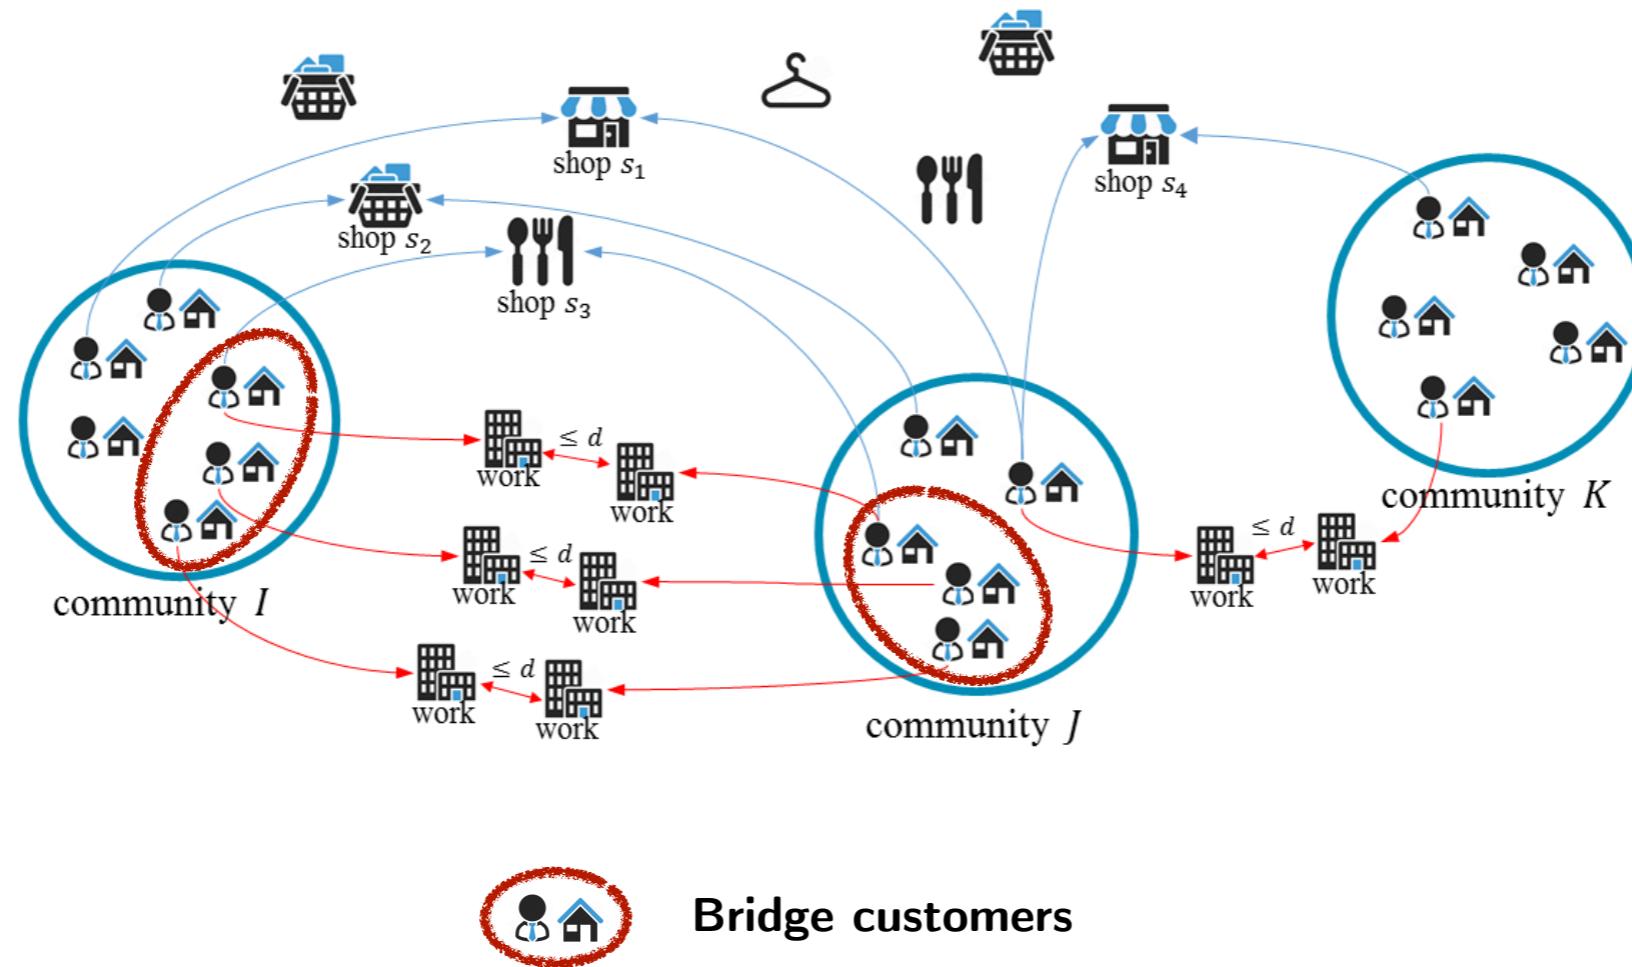 shop s₁
shop s₄
shop s₂
shop s₃
≤ d
work
work
community K
≤ d
work
work
≤ d
work
work
community I
≤ d
work
work
community J
Bridge customers